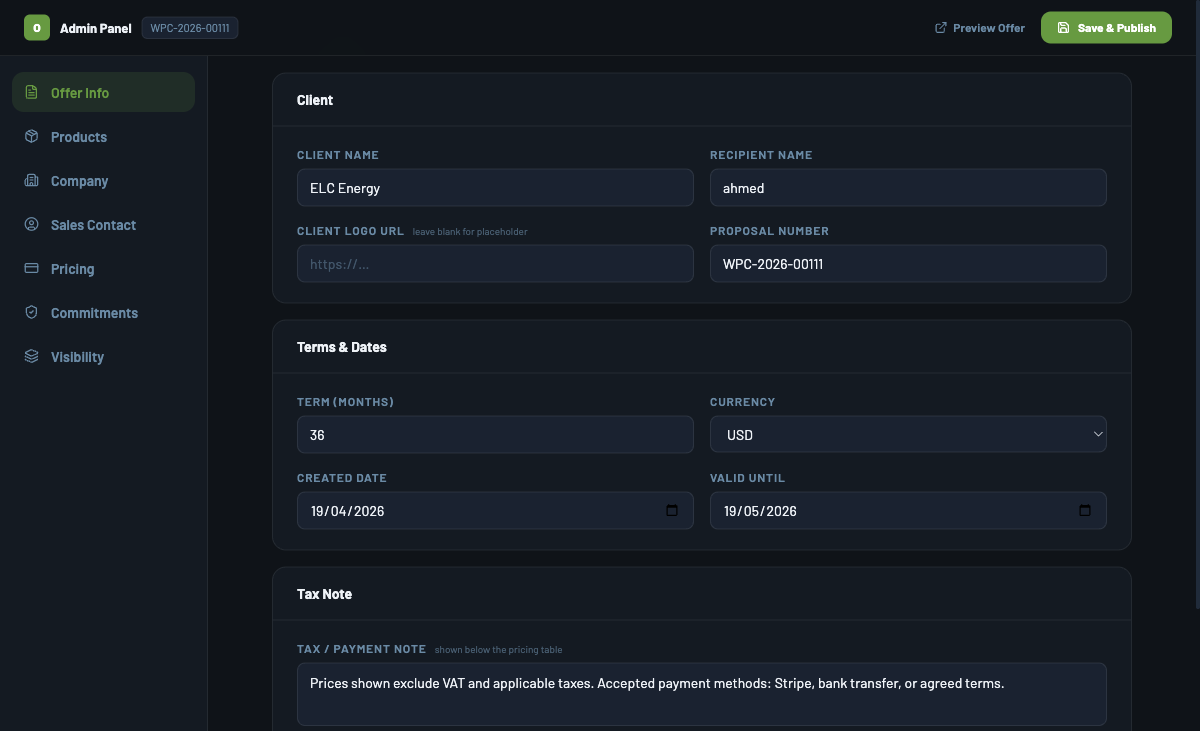 O Admin Panel WPC-2026-00111 Preview Offer Save & Publish
Offer Info
Products
Company
Sales Contact
Pricing
Commitments
Visibility
Client
CLIENT NAME RECIPIENT NAME
ELC Energy ahmed
CLIENT LOGO URL leave blank for placeholder PROPOSAL NUMBER
https://... WPC-2026-00111
Terms & Dates
TERM (MONTHS) CURRENCY
36 USD
CREATED DATE VALID UNTIL
19/04/2026 19/05/2026
Tax Note
TAX / PAYMENT NOTE shown below the pricing table
Prices shown exclude VAT and applicable taxes. Accepted payment methods: Stripe, bank transfer, or agreed terms.